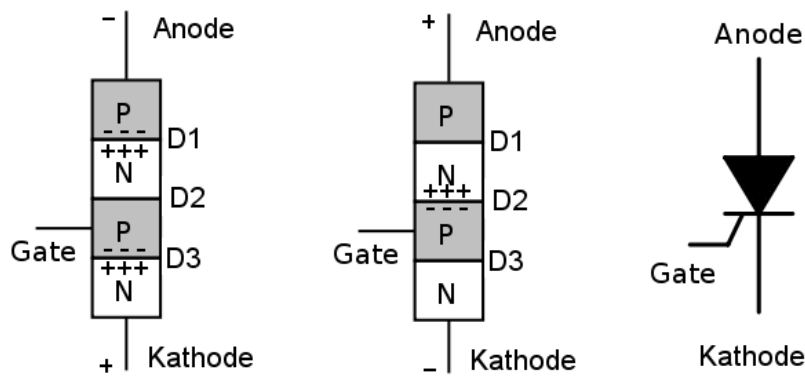 − Anode
P
− − −
D1
+++
N
D2
P
Gate
− − −
D3
+++
N
+ Kathode
+ Anode
P
D1
N
+++
D2
− − −
P
Gate
D3
N
− Kathode
Anode
Gate
Kathode